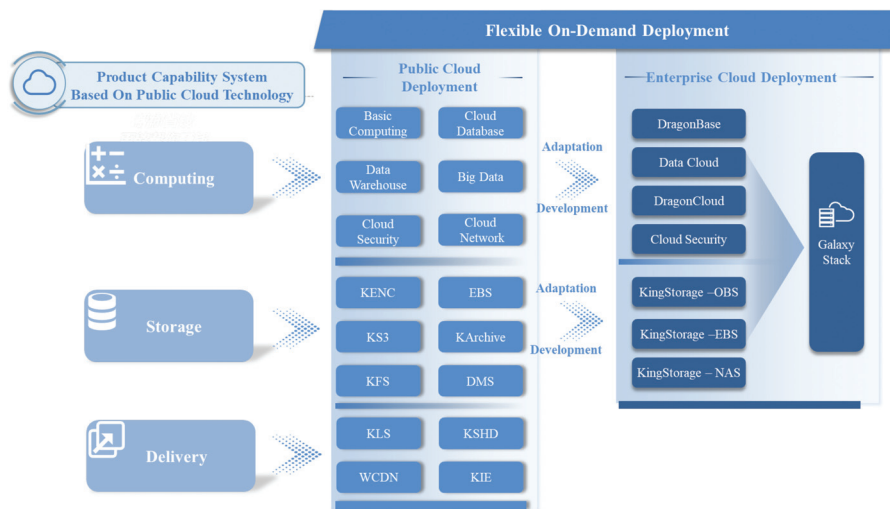 Flexible On-Demand Deployment
Product Capability System
Based On Public Cloud Technology
Public Cloud
Deployment
Enterprise Cloud Deployment
Computing
Basic
Computing
Cloud
Database
Data
Warehouse
Big Data
Cloud
Security
Cloud
Network
Adaptation
Development
DragonBase
Data Cloud
DragonCloud
Cloud Security
Galaxy
Stack
Storage
KENC
EBS
KS3
KArchive
KFS
DMS
Adaptation
Development
KingStorage –OBS
KingStorage –EBS
KingStorage – NAS
Delivery
KLS
KSHD
WCDN
KIE